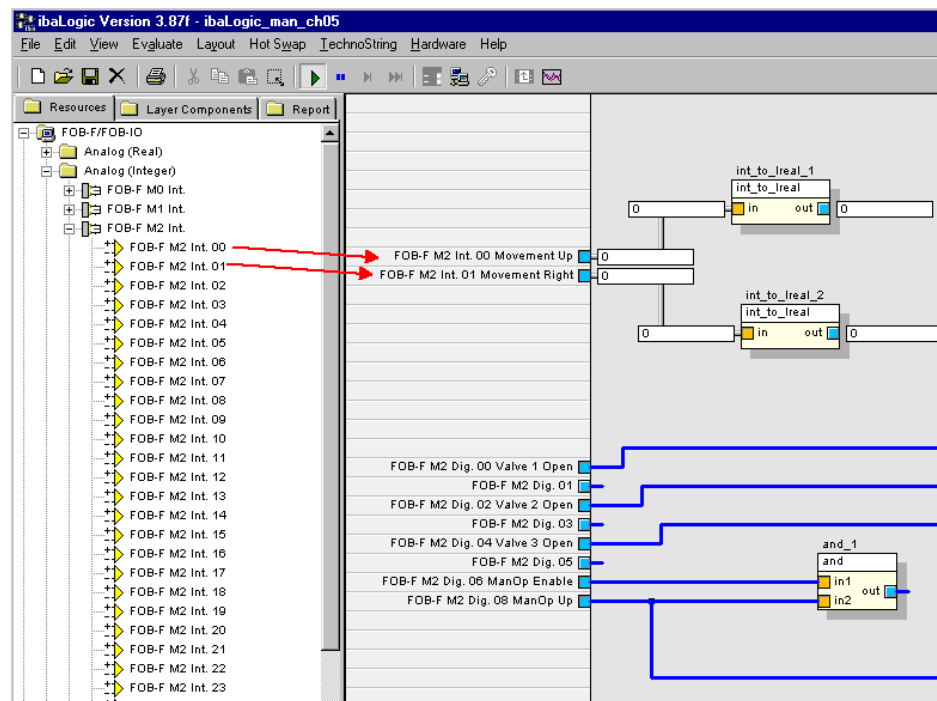 ibaLogic Version 3.87f - ibaLogic_man_ch05
File Edit View Evaluate Layout Hot Swap TechnoString Hardware Help
Resources Layer Components Report
FOB-F/FOB-IO
Analog (Real)
Analog (Integer)
FOB-F M0 Int.
FOB-F M1 Int.
FOB-F M2 Int.
FOB-F M2 Int. 00
FOB-F M2 Int. 01
FOB-F M2 Int. 02
FOB-F M2 Int. 03
FOB-F M2 Int. 04
FOB-F M2 Int. 05
FOB-F M2 Int. 06
FOB-F M2 Int. 07
FOB-F M2 Int. 08
FOB-F M2 Int. 09
FOB-F M2 Int. 10
FOB-F M2 Int. 11
FOB-F M2 Int. 12
FOB-F M2 Int. 13
FOB-F M2 Int. 14
FOB-F M2 Int. 15
FOB-F M2 Int. 16
FOB-F M2 Int. 17
FOB-F M2 Int. 18
FOB-F M2 Int. 19
FOB-F M2 Int. 20
FOB-F M2 Int. 21
FOB-F M2 Int. 22
FOB-F M2 Int. 23
FOB-F M2 Int. 00 Movement Up 0
FOB-F M2 Int. 01 Movement Right 0
FOB-F M2 Dig. 00 Valve 1 Open
FOB-F M2 Dig. 01
FOB-F M2 Dig. 02 Valve 2 Open
FOB-F M2 Dig. 03
FOB-F M2 Dig. 04 Valve 3 Open
FOB-F M2 Dig. 05
FOB-F M2 Dig. 06 ManOp Enable
FOB-F M2 Dig. 08 ManOp Up
int_to_lreal_1
int_to_lreal
0 in out 0
int_to_lreal_2
int_to_lreal
0 in out 0
and_1
and
in1
out
in2